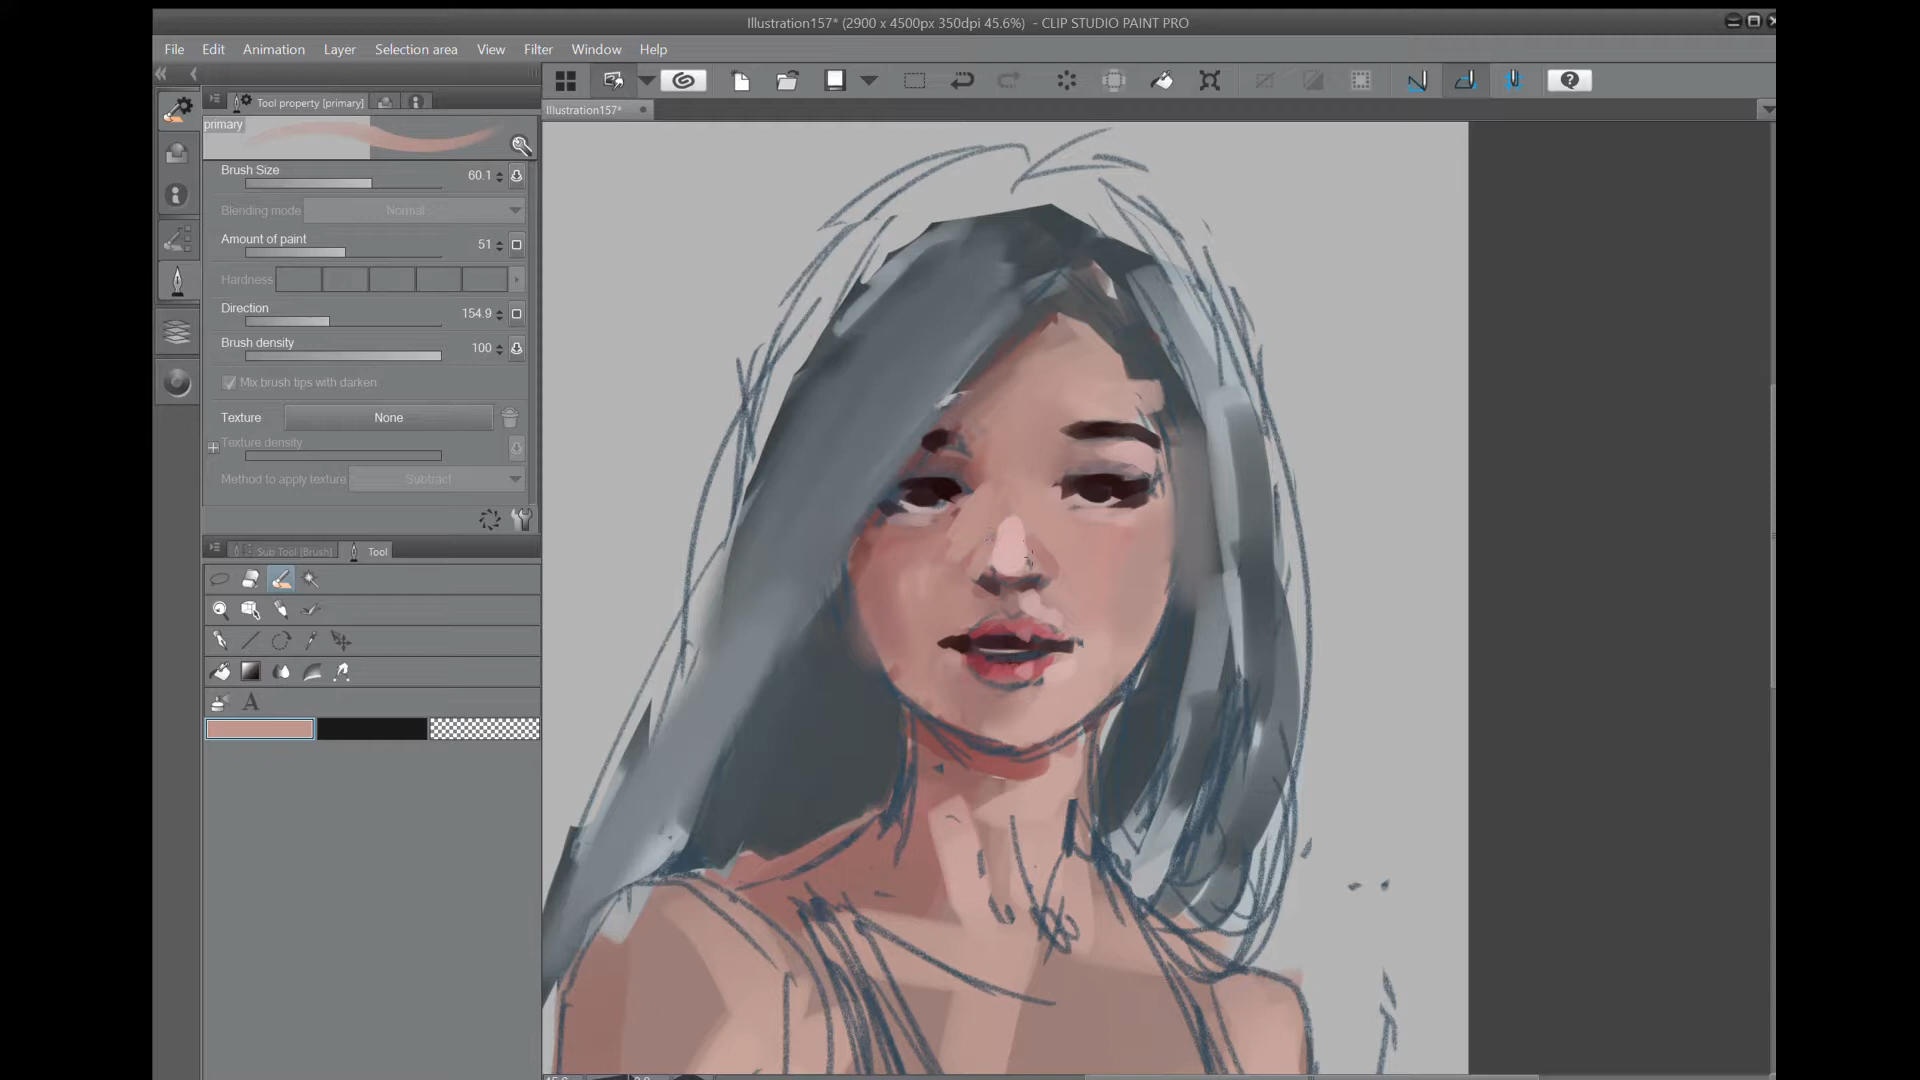 Illustration157* (2900 x 4500px 350dpi 45.6%) - CLIP STUDIO PAINT PRO
File Edit Animation Layer Selection area View Filter Window Help
Tool property [primary]
Illustration157*
primary
Brush Size 60.1
Blending mode Normal
Amount of paint 51
Hardness
Direction 154.9
Brush density 100
Mix brush tips with darken
Texture None
Texture density
Method to apply texture Subtract
Sub Tool [Brush] Tool
A